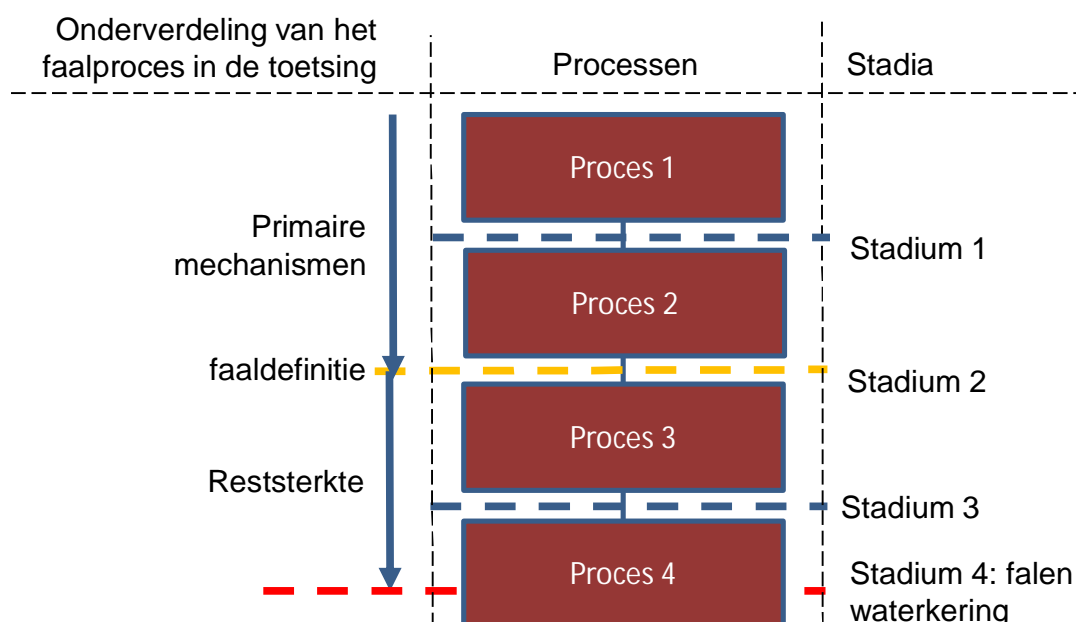 Onderverdeling van het
faalproces in de toetsing
Processen
Stadia
Proces 1
Primaire
mechanismen
Stadium 1
Proces 2
faaldefinitie
Stadium 2
Proces 3
Reststerkte
Stadium 3
Proces 4
Stadium 4: falen
waterkering